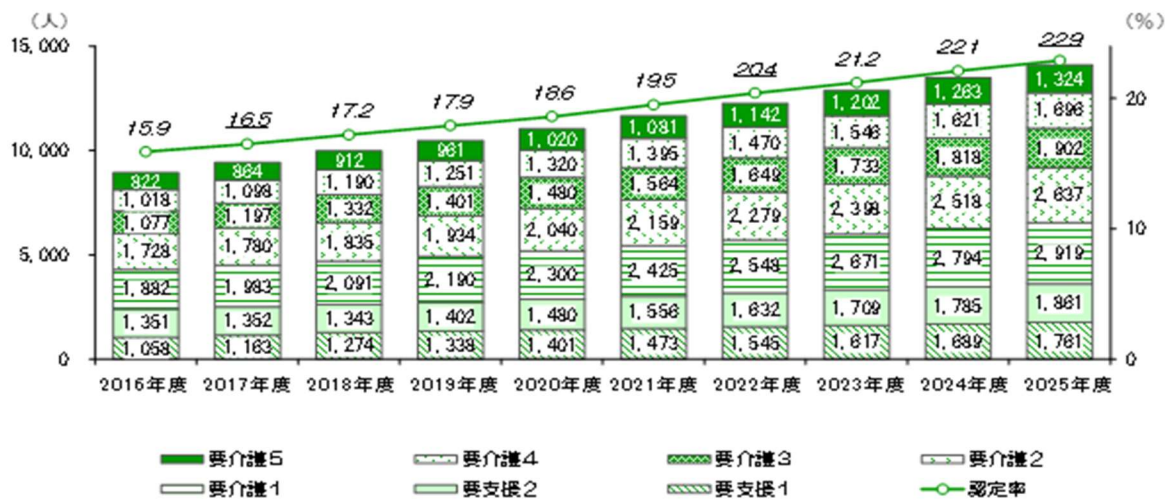 （人） （%）
15,000 10,000 5,000 0
20 10 0
15.9 16.5 17.2 17.9 18.6 19.5 20.4 21.2 22.1 22.9
822 864 912 961 1,020 1,081 1,142 1,202 1,263 1,324
1,018 1,098 1,190 1,251 1,320 1,395 1,470 1,546 1,621 1,696
1,077 1,197 1,332 1,401 1,480 1,564 1,649 1,733 1,818 1,902
1,728 1,780 1,835 1,934 2,040 2,159 2,279 2,398 2,518 2,637
1,882 1,983 2,091 2,190 2,300 2,425 2,548 2,671 2,794 2,919
1,351 1,352 1,343 1,402 1,480 1,556 1,632 1,709 1,785 1,861
1,058 1,163 1,274 1,338 1,401 1,473 1,545 1,617 1,689 1,761
2016年度 2017年度 2018年度 2019年度 2020年度 2021年度 2022年度 2023年度 2024年度 2025年度
要介護5 要介護4 要介護3 要介護2
要介護1 要支援2 要支援1 認定率